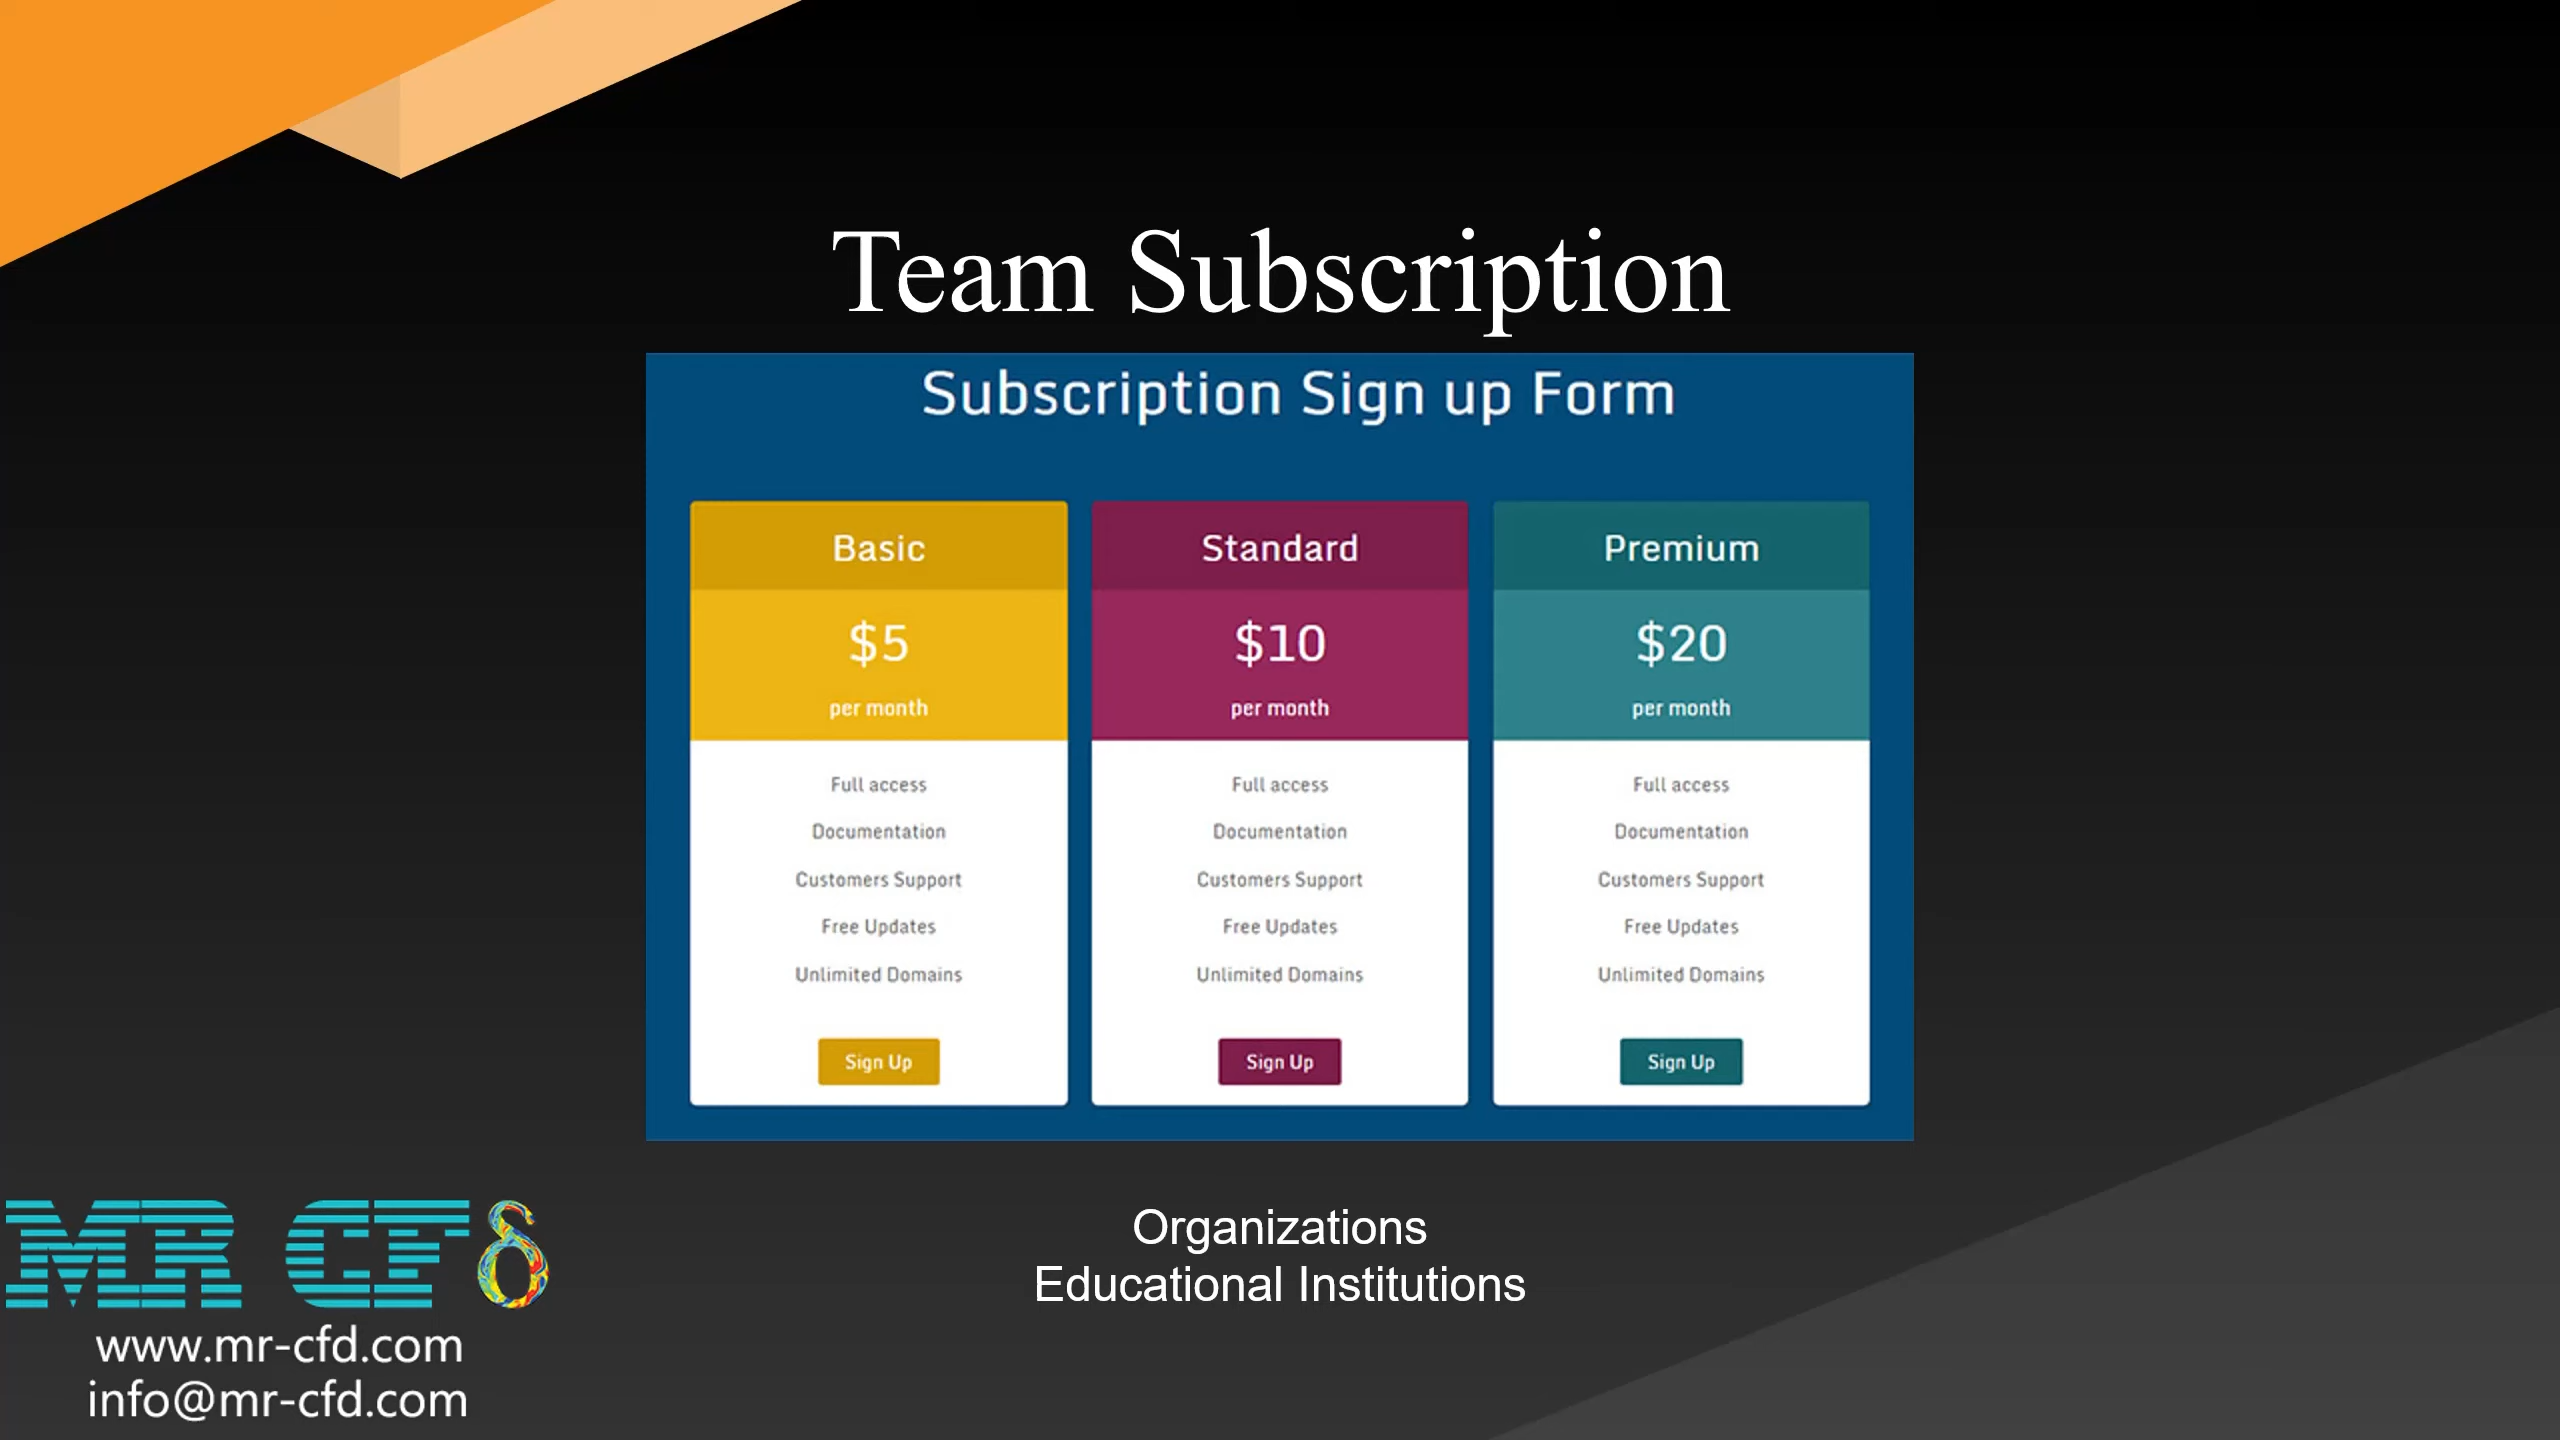 Team Subscription
Subscription Sign up Form
Basic
$5
per month
Full access
Documentation
Customers Support
Free Updates
Unlimited Domains
Sign Up
Standard
$10
per month
Full access
Documentation
Customers Support
Free Updates
Unlimited Domains
Sign Up
Premium
$20
per month
Full access
Documentation
Customers Support
Free Updates
Unlimited Domains
Sign Up
Organizations
Educational Institutions
MR CFδ
www.mr-cfd.com
info@mr-cfd.com